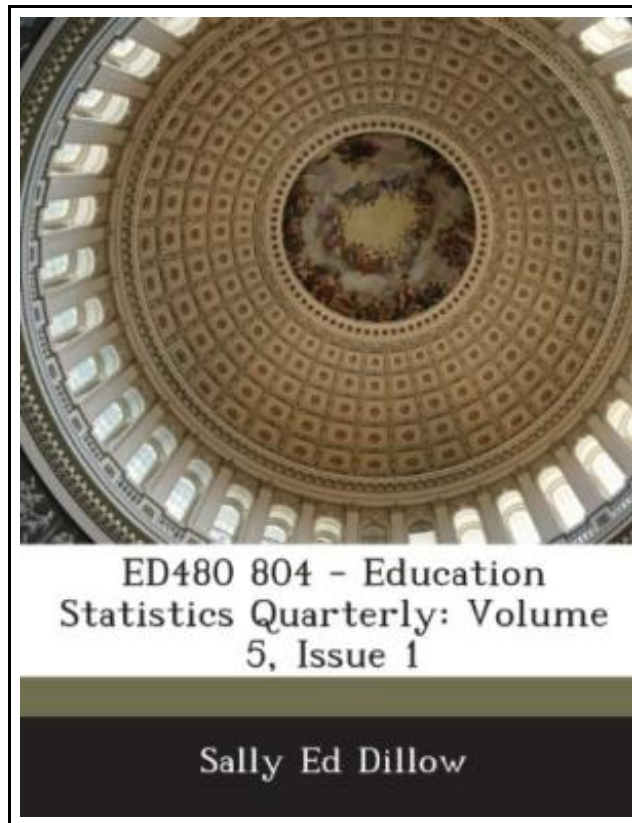 ED480 804 – Education
Statistics Quarterly: Volume
5, Issue 1
Sally Ed Dillow